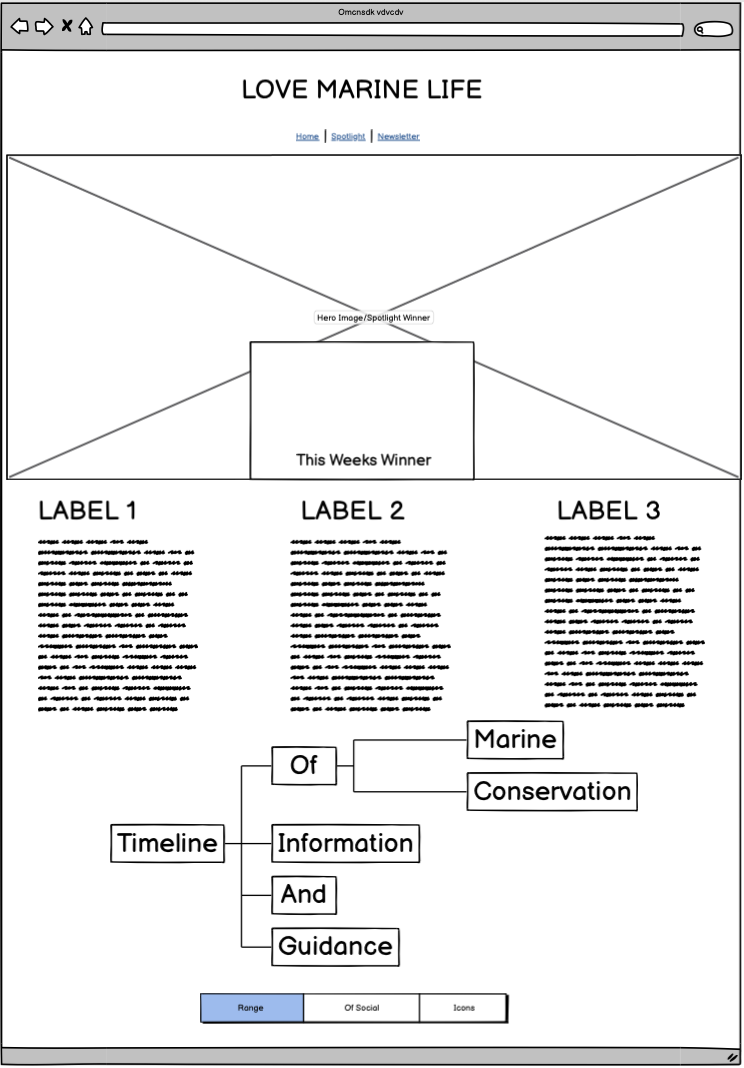 Omcnsdk vdvcdv
LOVE MARINE LIFE
Home | Spotlight | Newsletter
Hero Image/Spotlight Winner
This Weeks Winner
LABEL 1
LABEL 2
LABEL 3
Marine
Of
Conservation
Timeline
Information
And
Guidance
Range
Of Social
Icons